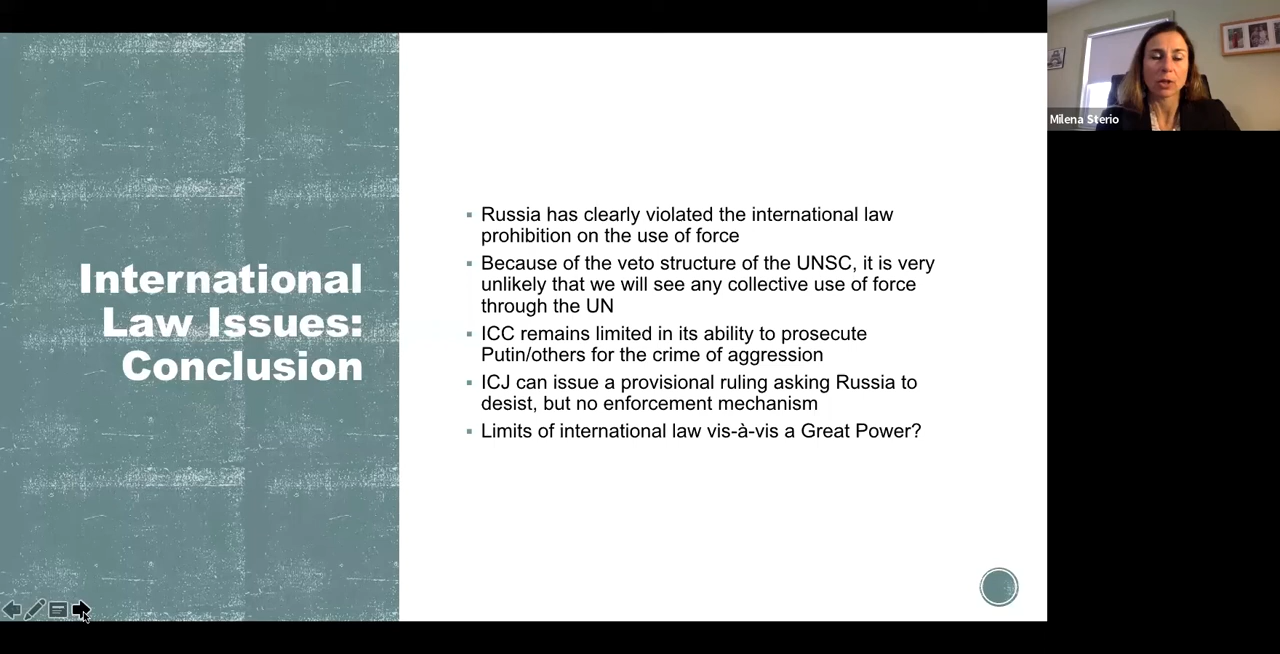 International
Law Issues:
Conclusion
▪ Russia has clearly violated the international law
prohibition on the use of force
▪ Because of the veto structure of the UNSC, it is very
unlikely that we will see any collective use of force
through the UN
▪ ICC remains limited in its ability to prosecute
Putin/others for the crime of aggression
▪ ICJ can issue a provisional ruling asking Russia to
desist, but no enforcement mechanism
▪ Limits of international law vis-à-vis a Great Power?
Milena Sterio